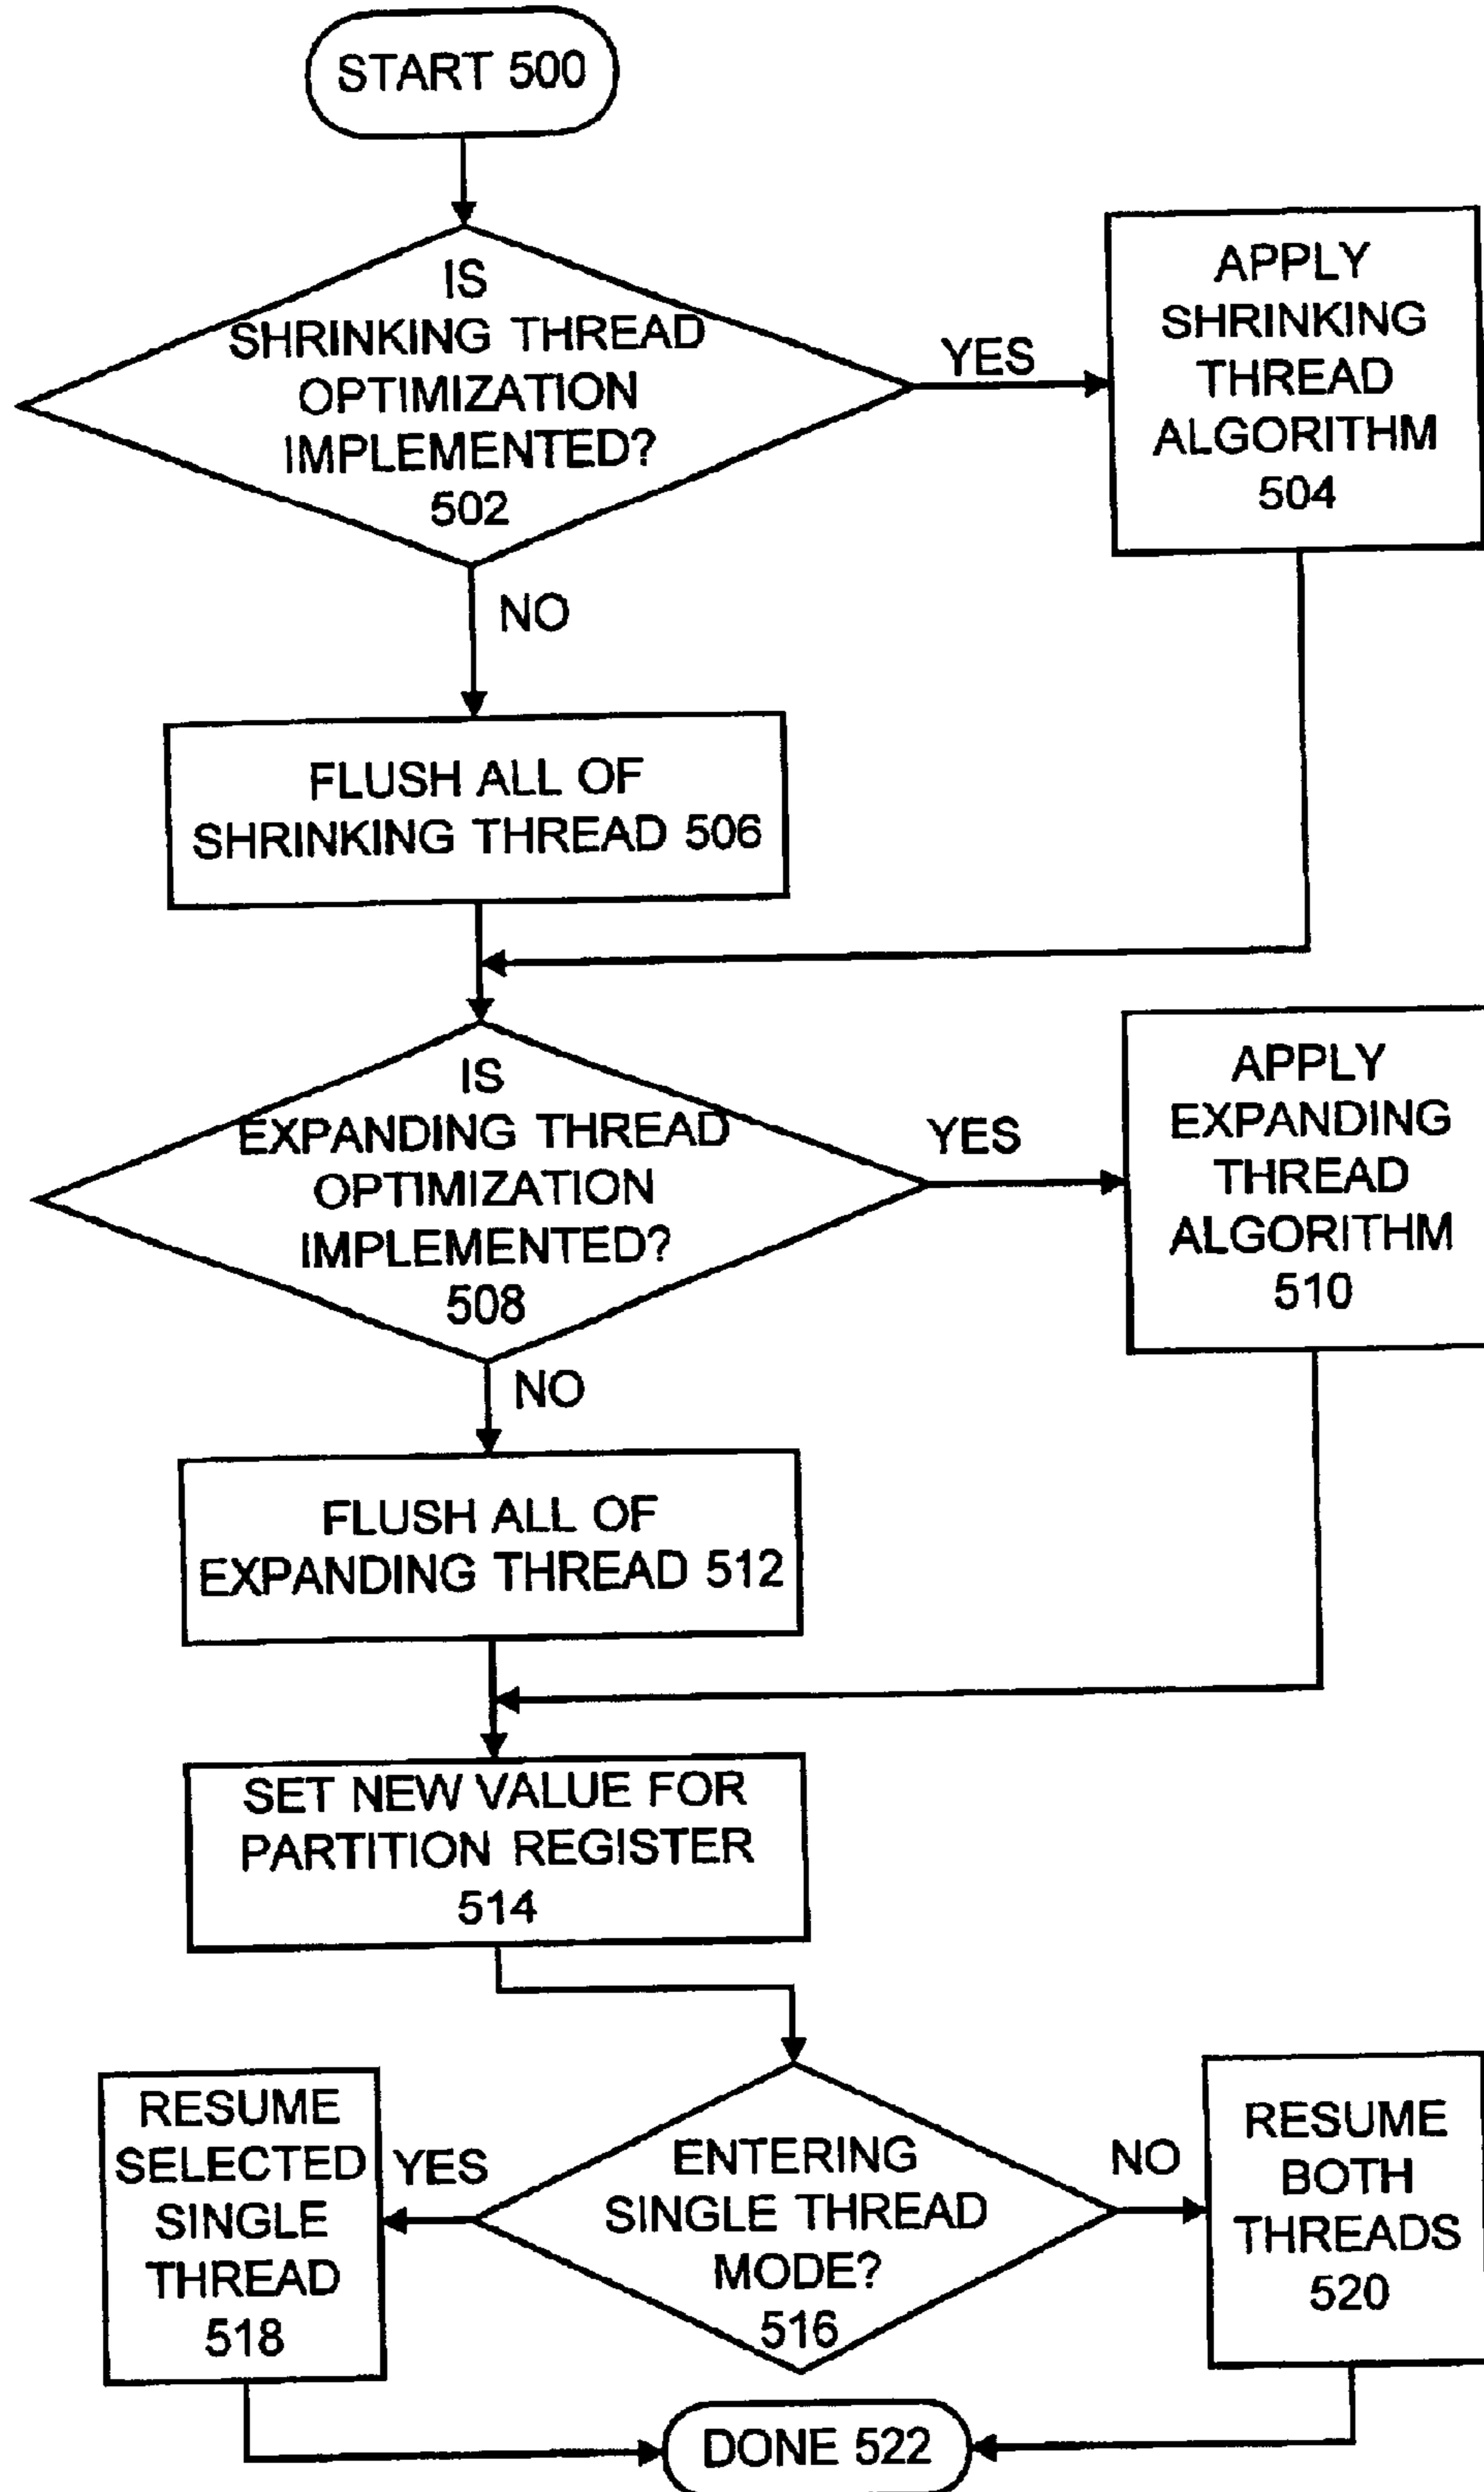 START 500
IS
SHRINKING THREAD
OPTIMIZATION
IMPLEMENTED?
502
YES
APPLY
SHRINKING
THREAD
ALGORITHM
504
NO
FLUSH ALL OF
SHRINKING THREAD 506
IS
EXPANDING THREAD
OPTIMIZATION
IMPLEMENTED?
508
YES
APPLY
EXPANDING
THREAD
ALGORITHM
510
NO
FLUSH ALL OF
EXPANDING THREAD 512
SET NEW VALUE FOR
PARTITION REGISTER
514
RESUME
SELECTED
SINGLE
THREAD
518
YES
ENTERING
SINGLE THREAD
MODE?
516
NO
RESUME
BOTH
THREADS
520
DONE 522